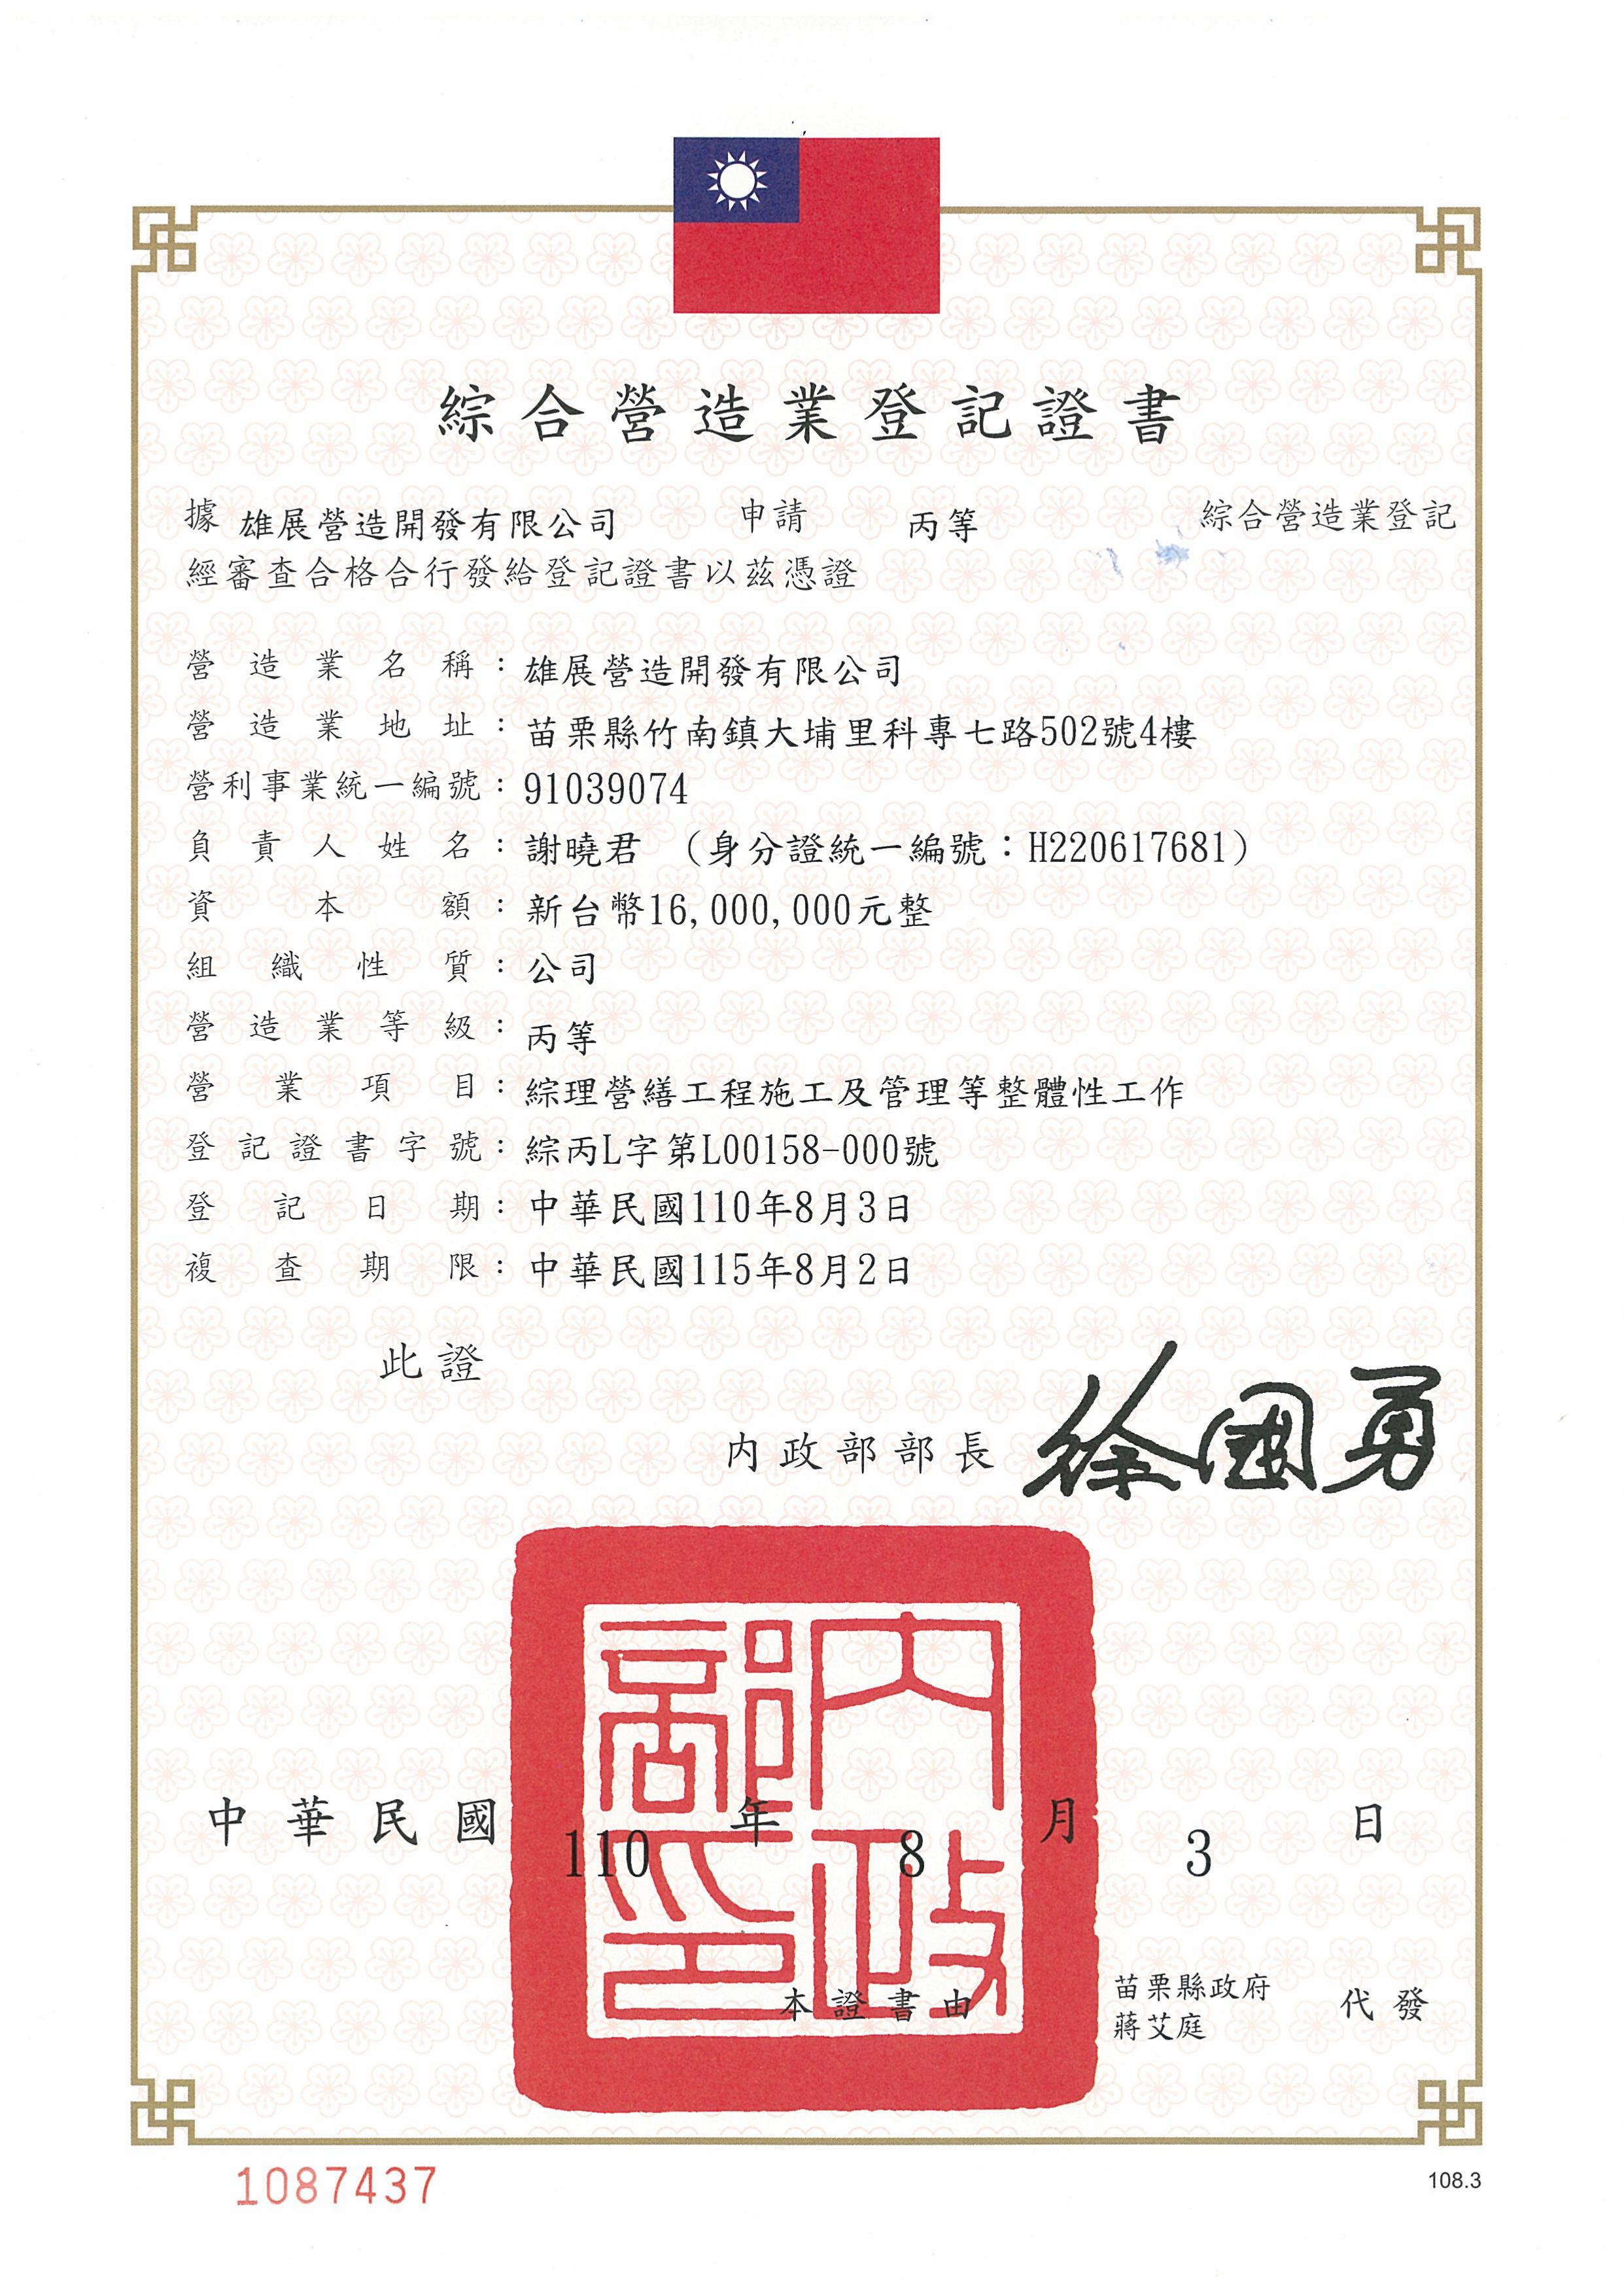 綜合營造業登記證書
據 雄展營造開發有限公司 申請 丙等 綜合營造業登記
經審查合格合行發給登記證書以茲憑證
營造業名稱：雄展營造開發有限公司
營造業地址：苗栗縣竹南鎮大埔里科專七路502號4樓
營利事業統一編號：91039074
負責人姓名：謝曉君 （身分證統一編號：H220617681）
資本額：新台幣16,000,000元整
組織性質：公司
營造業等級：丙等
營業項目：綜理營繕工程施工及管理等整體性工作
登記證書字號：綜丙L字第L00158-000號
登記日期：中華民國110年8月3日
複查期限：中華民國115年8月2日
此證
內政部部長 徐國勇
內政部印
中華民國 110 年 8 月 3 日
本證書由 苗栗縣政府 蔣艾庭 代發
1087437
108.3